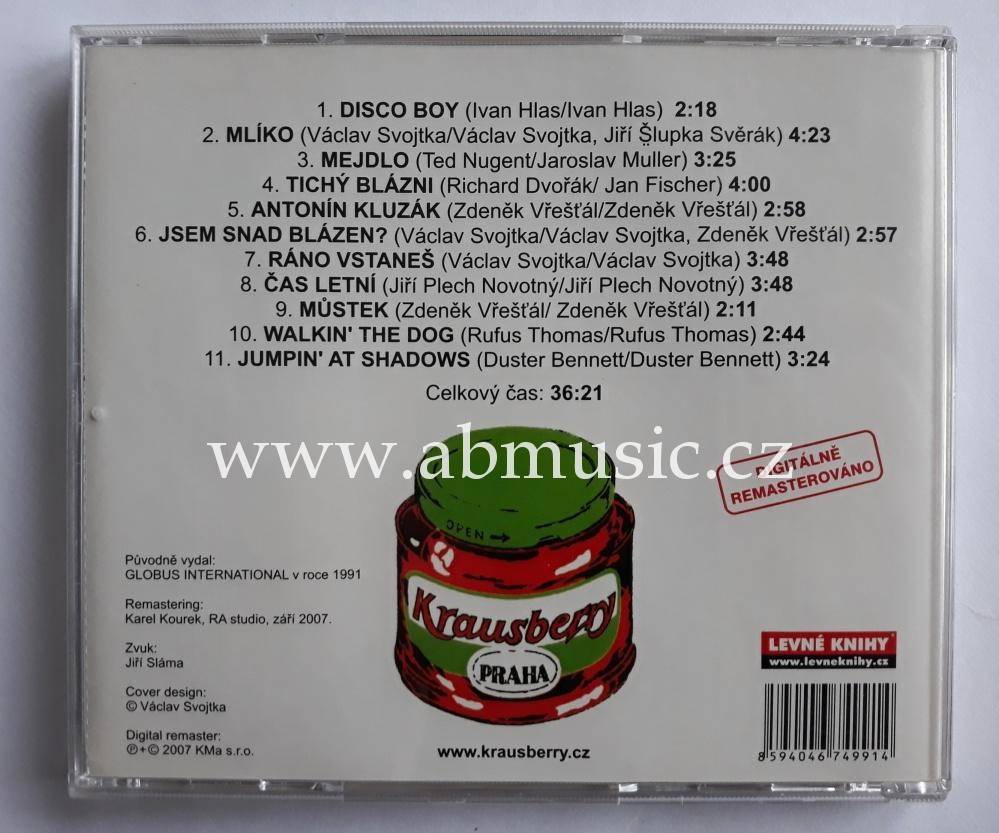 1. DISCO BOY (Ivan Hlas/Ivan Hlas) 2:18
2. MLÍKO (Václav Svojtka/Václav Svojtka, Jiří Šlupka Svěrák) 4:23
3. MEJDLO (Ted Nugent/Jaroslav Muller) 3:25
4. TICHÝ BLÁZNI (Richard Dvořák/ Jan Fischer) 4:00
5. ANTONÍN KLUZÁK (Zdeněk Vřešťál/Zdeněk Vřešťál) 2:58
6. JSEM SNAD BLÁZEN? (Václav Svojtka/Václav Svojtka, Zdeněk Vřešťál) 2:57
7. RÁNO VSTANEŠ (Václav Svojtka/Václav Svojtka) 3:48
8. ČAS LETNÍ (Jiří Plech Novotný/Jiří Plech Novotný) 3:48
9. MŮSTEK (Zdeněk Vřešťál/ Zdeněk Vřešťál) 2:11
10. WALKIN' THE DOG (Rufus Thomas/Rufus Thomas) 2:44
11. JUMPIN' AT SHADOWS (Duster Bennett/Duster Bennett) 3:24
Celkový čas: 36:21
www.abmusic.cz
DIGITÁLNĚ
REMASTEROVÁNO
OPEN
Krausberry
PRAHA
Původně vydal:
GLOBUS INTERNATIONAL v roce 1991
Remastering:
Karel Kourek, RA studio, září 2007.
Zvuk:
Jiří Sláma
Cover design:
© Václav Svojtka
Digital remaster:
℗+© 2007 KMa s.r.o.
www.krausberry.cz
LEVNÉ KNIHY
www.levneknihy.cz
8 594046 749914